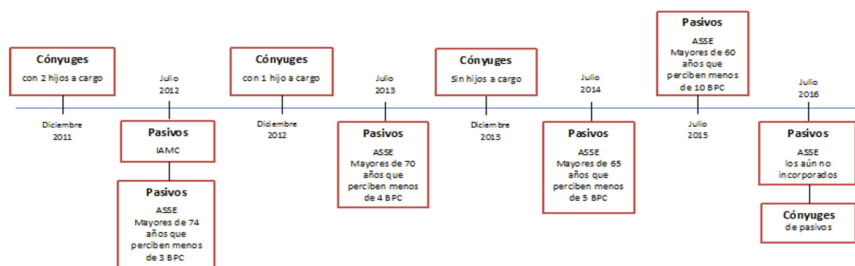 Cónyuges
con 2 hijos a cargo
Diciembre
2011
Julio
2012
Pasivos
IAMC
Pasivos
ASSE
Mayores de 74
años que
perciben menos
de 3 BPC
Cónyuges
con 1 hijo a cargo
Diciembre
2012
Julio
2013
Pasivos
ASSE
Mayores de 70
años que
perciben menos
de 4 BPC
Cónyuges
Sin hijos a cargo
Diciembre
2013
Julio
2014
Pasivos
ASSE
Mayores de 65
años que
perciben menos
de 5 BPC
Pasivos
ASSE
Mayores de 60
años que
perciben menos
de 10 BPC
Julio
2015
Julio
2016
Pasivos
ASSE
los aún no
incorporados
Cónyuges
de pasivos